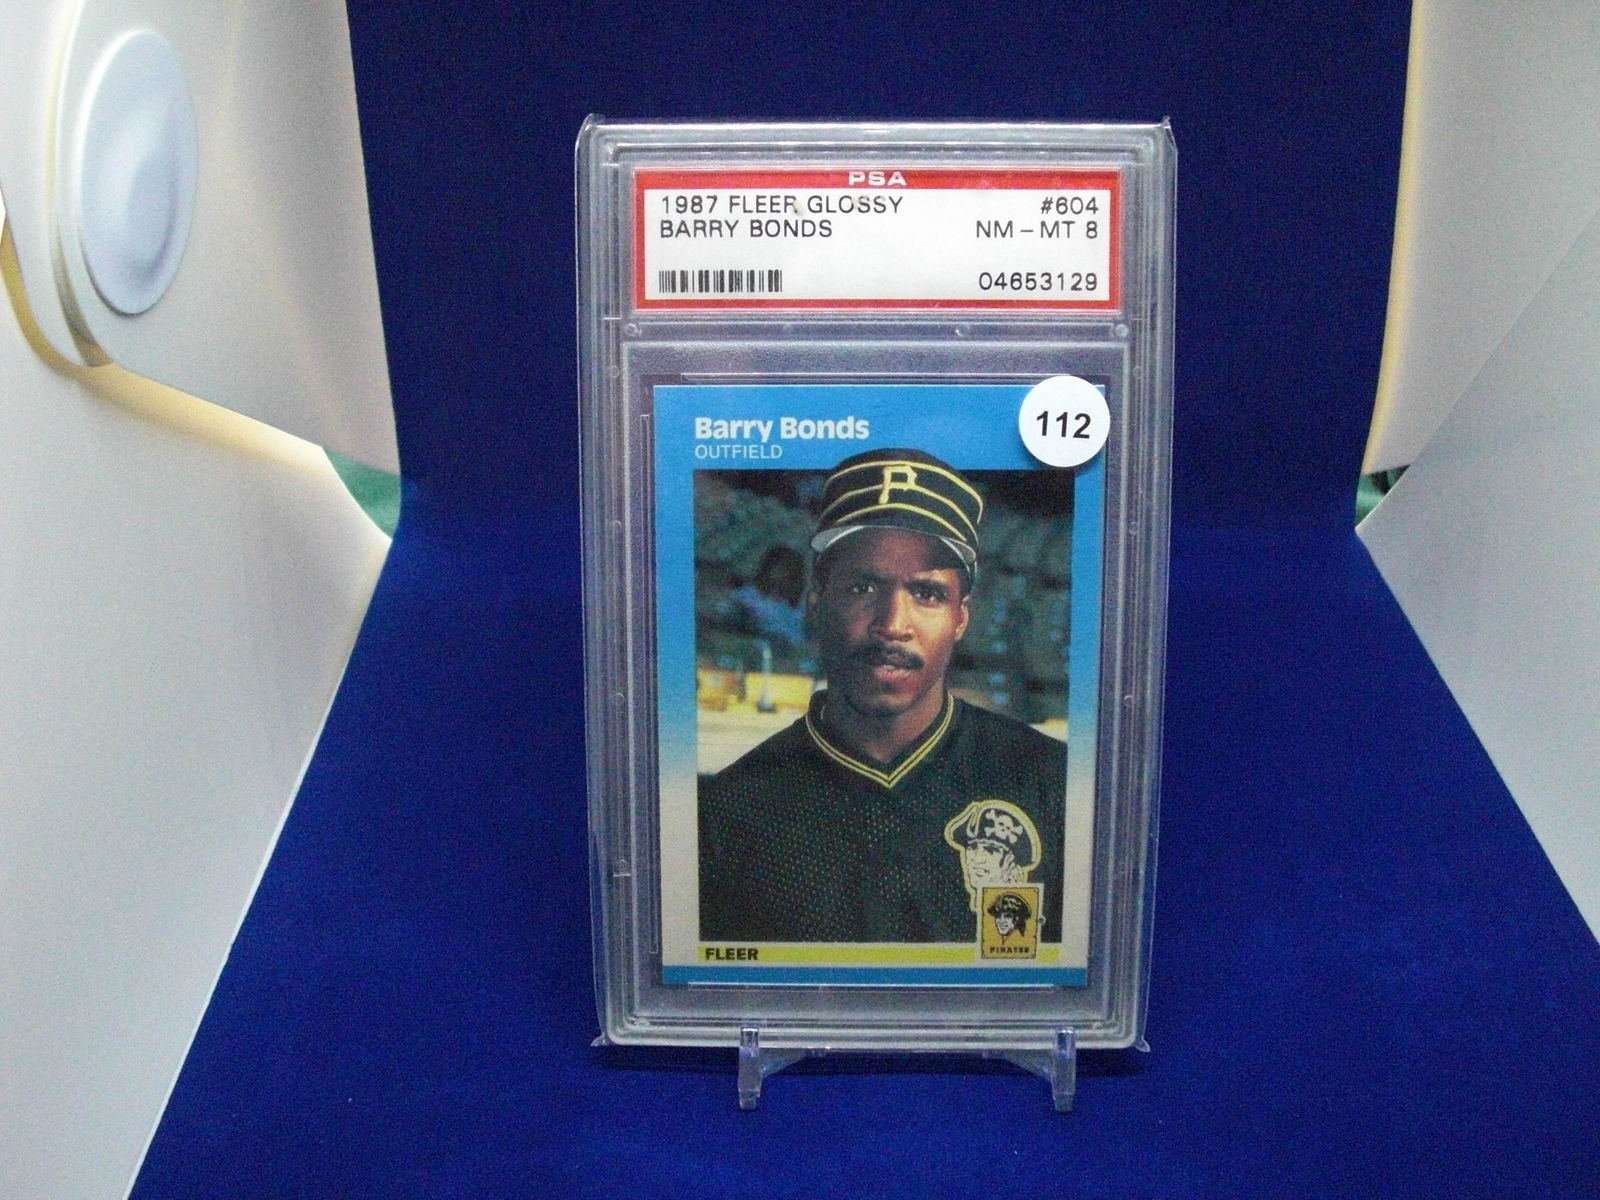 PSA
1987 FLEER GLOSSY #604
BARRY BONDS NM - MT 8
04653129
112
Barry Bonds
OUTFIELD
P
FLEER
PIRATES